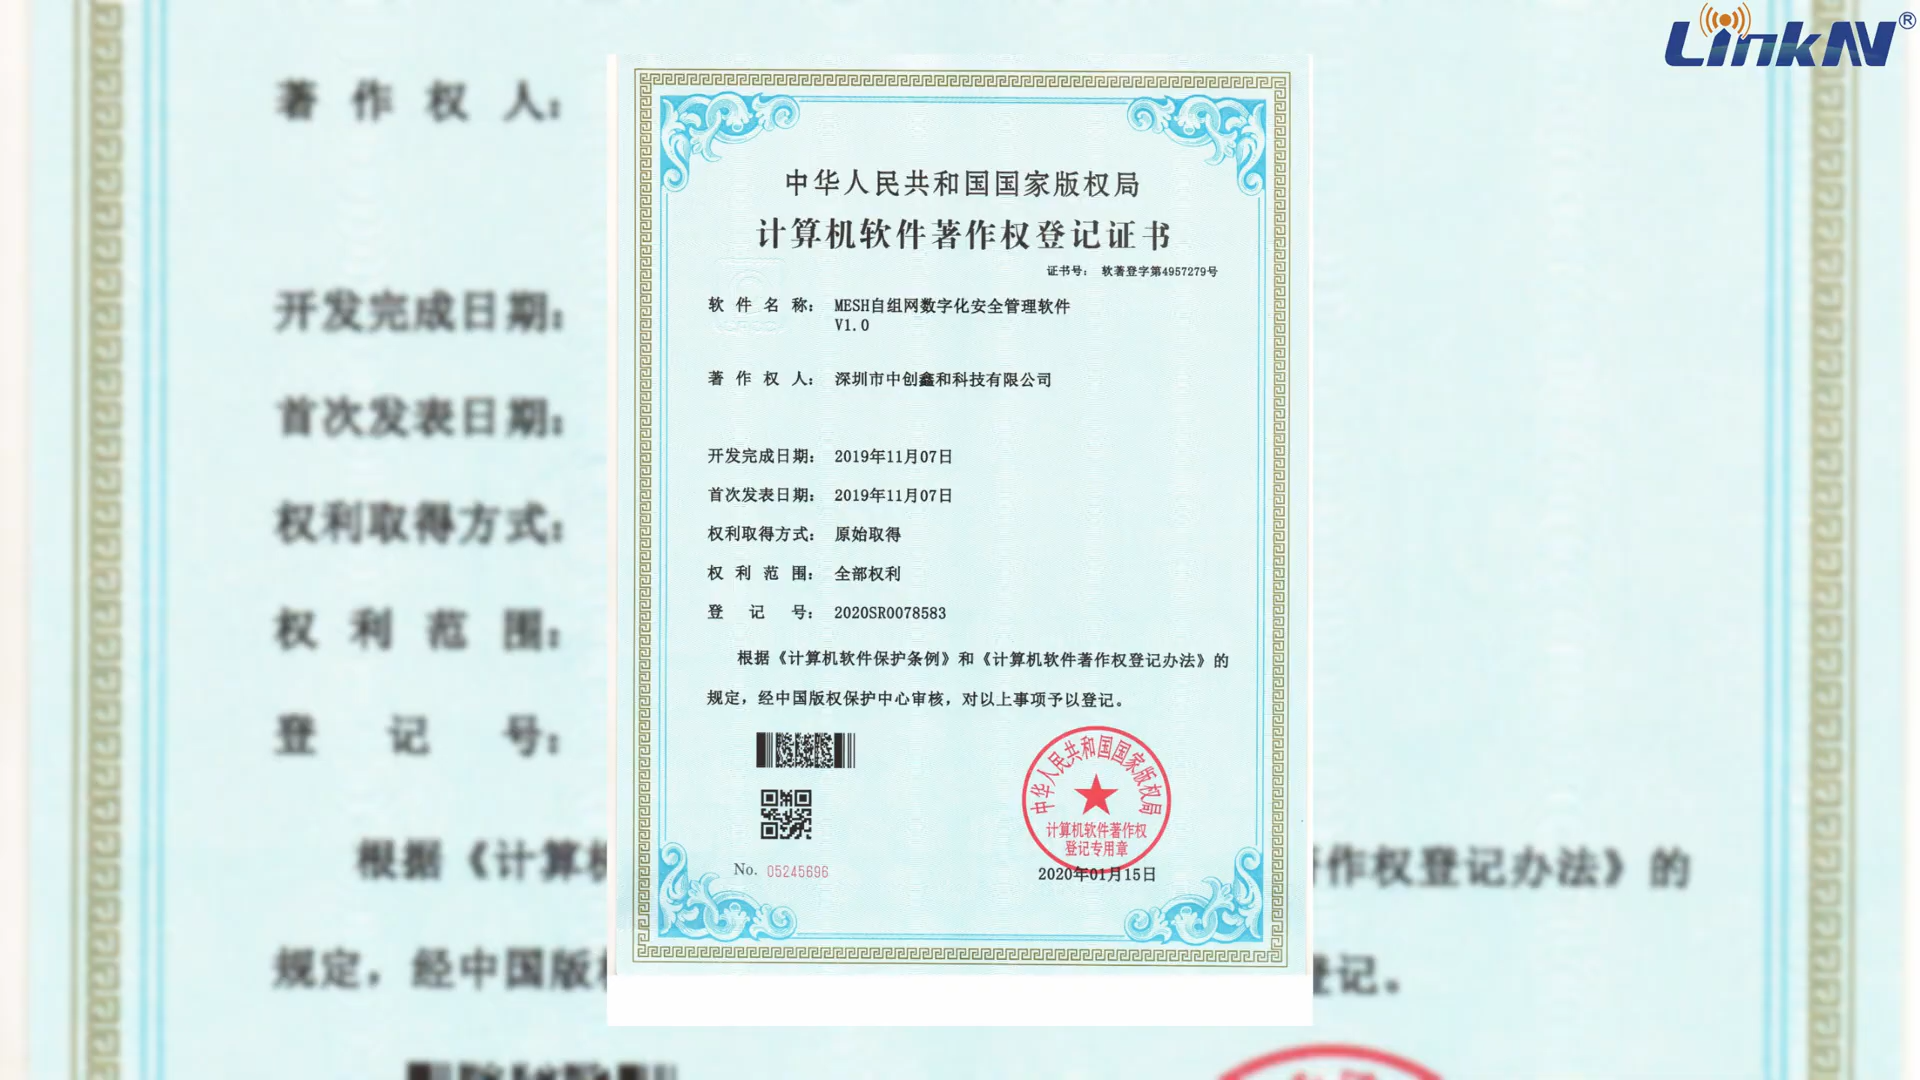 LinkAV®
中华人民共和国国家版权局
计算机软件著作权登记证书
证书号： 软著登字第4957279号
软件名称： MESH自组网数字化安全管理软件
V1.0
著作权人： 深圳市中创鑫和科技有限公司
开发完成日期： 2019年11月07日
首次发表日期： 2019年11月07日
权利取得方式： 原始取得
权利范围： 全部权利
登记号： 2020SR0078583
根据《计算机软件保护条例》和《计算机软件著作权登记办法》的
规定，经中国版权保护中心审核，对以上事项予以登记。
中华人民共和国国家版权局
计算机软件著作权
登记专用章
No. 05245696
2020年01月15日
著作权人：
开发完成日期：
首次发表日期：
权利取得方式：
权利范围：
登记号：
根据《计算机
著作权登记办法》的
规定，经中国版权
登记。